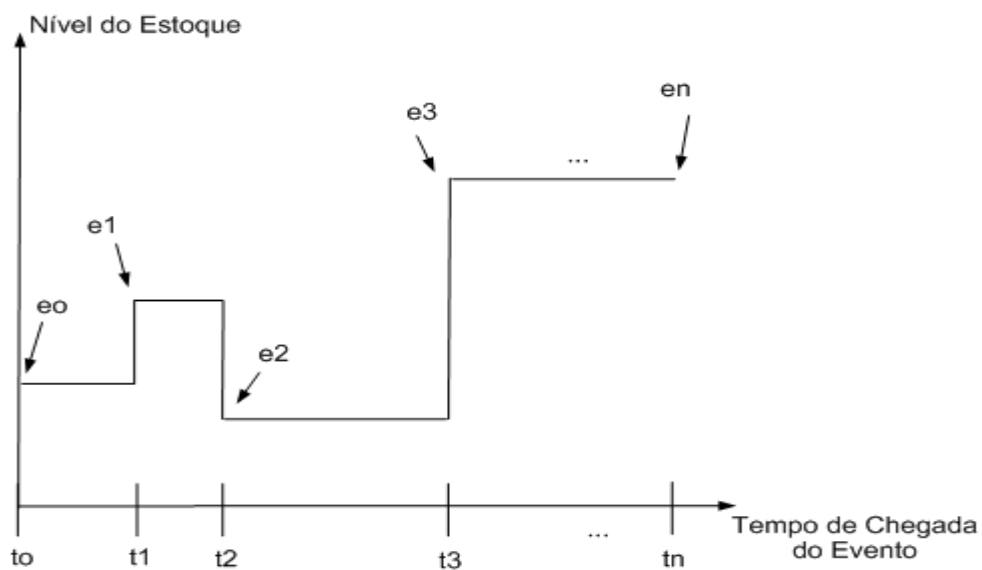 Nível do Estoque
en
e3
...
e1
eo
e2
to
t1
t2
t3
...
tn
Tempo de Chegada
do Evento